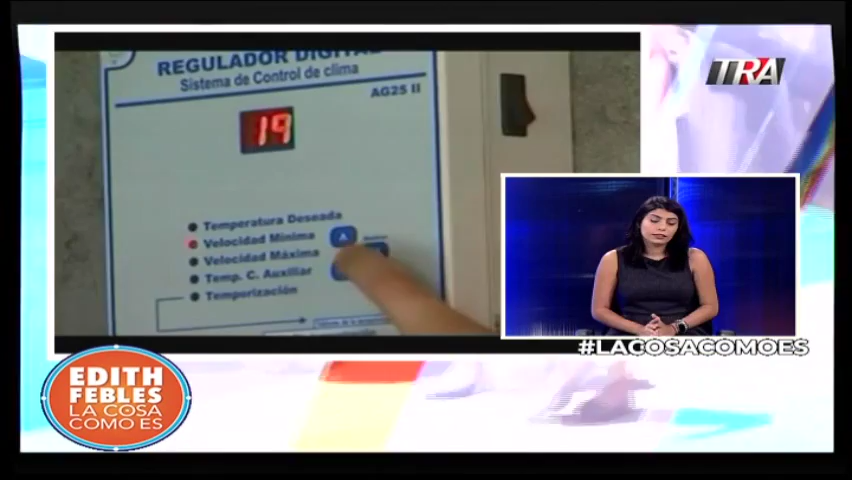 REGULADOR DIGITAL
Sistema de Control de clima
AG25 II
19
Temperatura Deseada
Velocidad Mínima
Velocidad Máxima
Temp. C. Auxiliar
Temporización
TRA
#LACOSACOMOES
EDITH
FEBLES
LA COSA
COMO ES